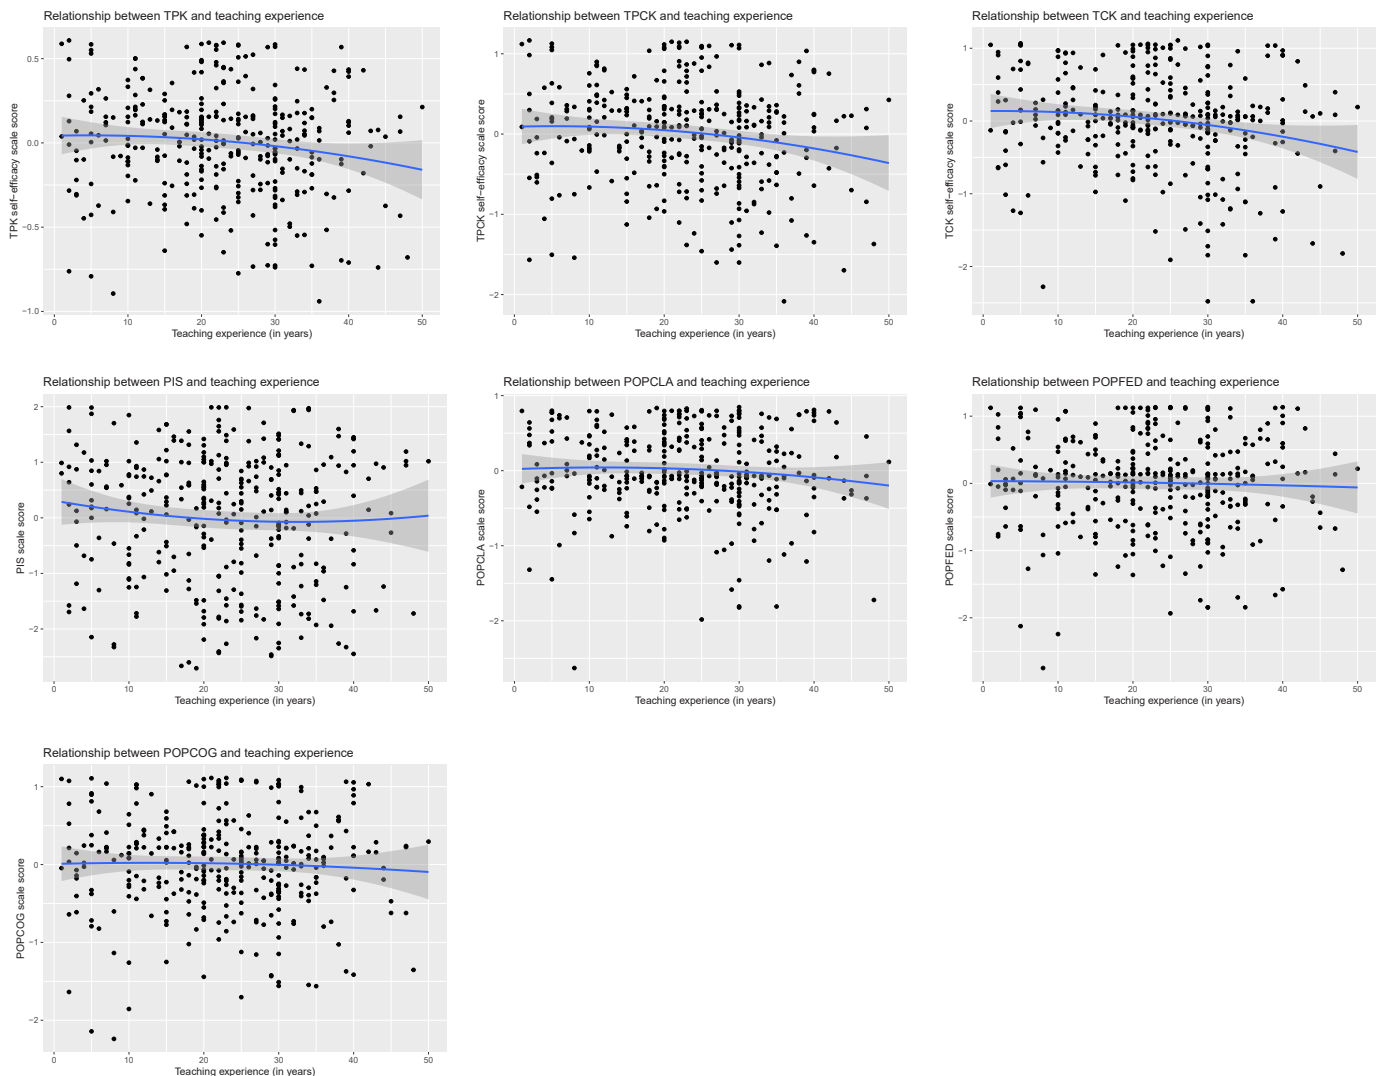 Relationship between TPK and teaching experience
TPK self−efficacy scale score
0.5
0.0
−0.5
−1.0
0 10 20 30 40 50
Teaching experience (in years)
Relationship between TPCK and teaching experience
TPCK self−efficacy scale score
1
0
−1
−2
0 10 20 30 40 50
Teaching experience (in years)
Relationship between TCK and teaching experience
TCK self−efficacy scale score
1
0
−1
−2
0 10 20 30 40 50
Teaching experience (in years)
Relationship between PIS and teaching experience
PIS scale score
2
1
0
−1
−2
0 10 20 30 40 50
Teaching experience (in years)
Relationship between POPCLA and teaching experience
POPCLA scale score
1
0
−1
−2
0 10 20 30 40 50
Teaching experience (in years)
Relationship between POPFED and teaching experience
POPFED scale score
1
0
−1
−2
0 10 20 30 40 50
Teaching experience (in years)
Relationship between POPCOG and teaching experience
POPCOG scale score
1
0
−1
−2
0 10 20 30 40 50
Teaching experience (in years)